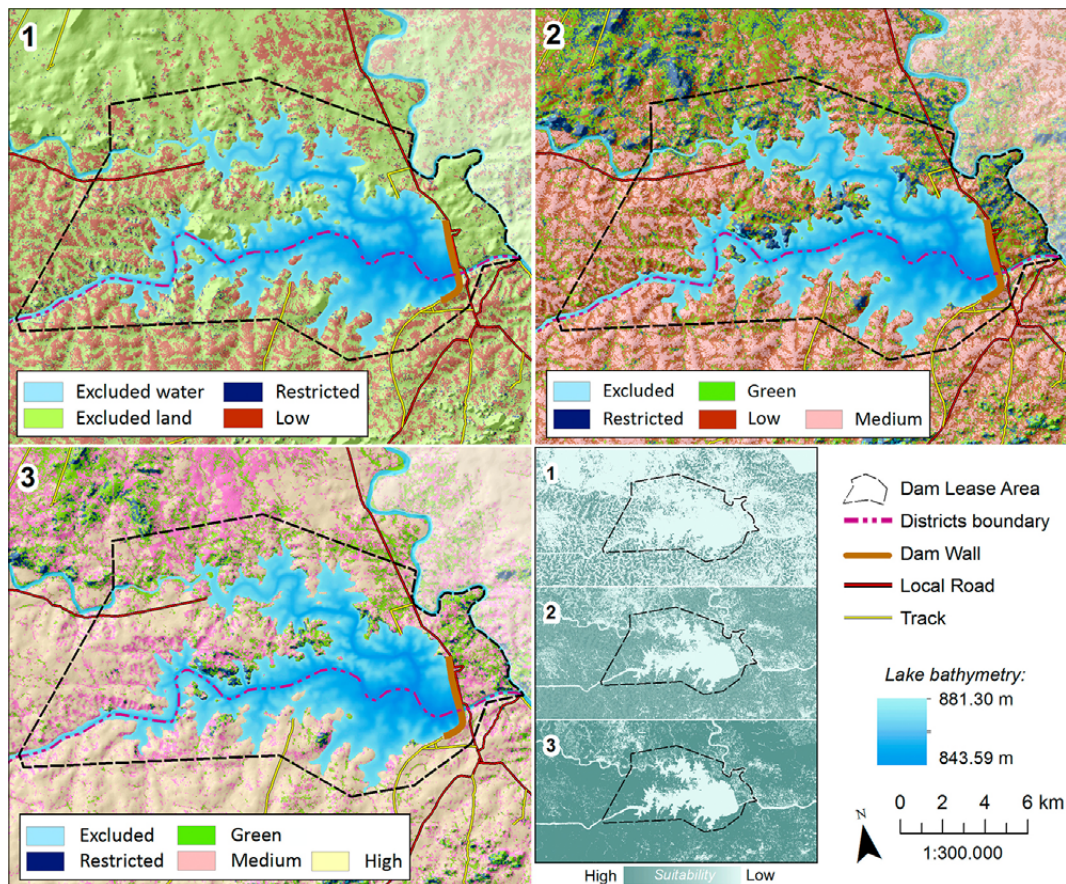 1
Excluded water
Restricted
Excluded land
Low
2
Excluded
Green
Restricted
Low
Medium
3
Excluded
Green
Restricted
Medium
High
1
2
3
High Suitability Low
Dam Lease Area
Districts boundary
Dam Wall
Local Road
Track
Lake bathymetry:
881.30 m
843.59 m
N
0 2 4 6 km
1:300.000